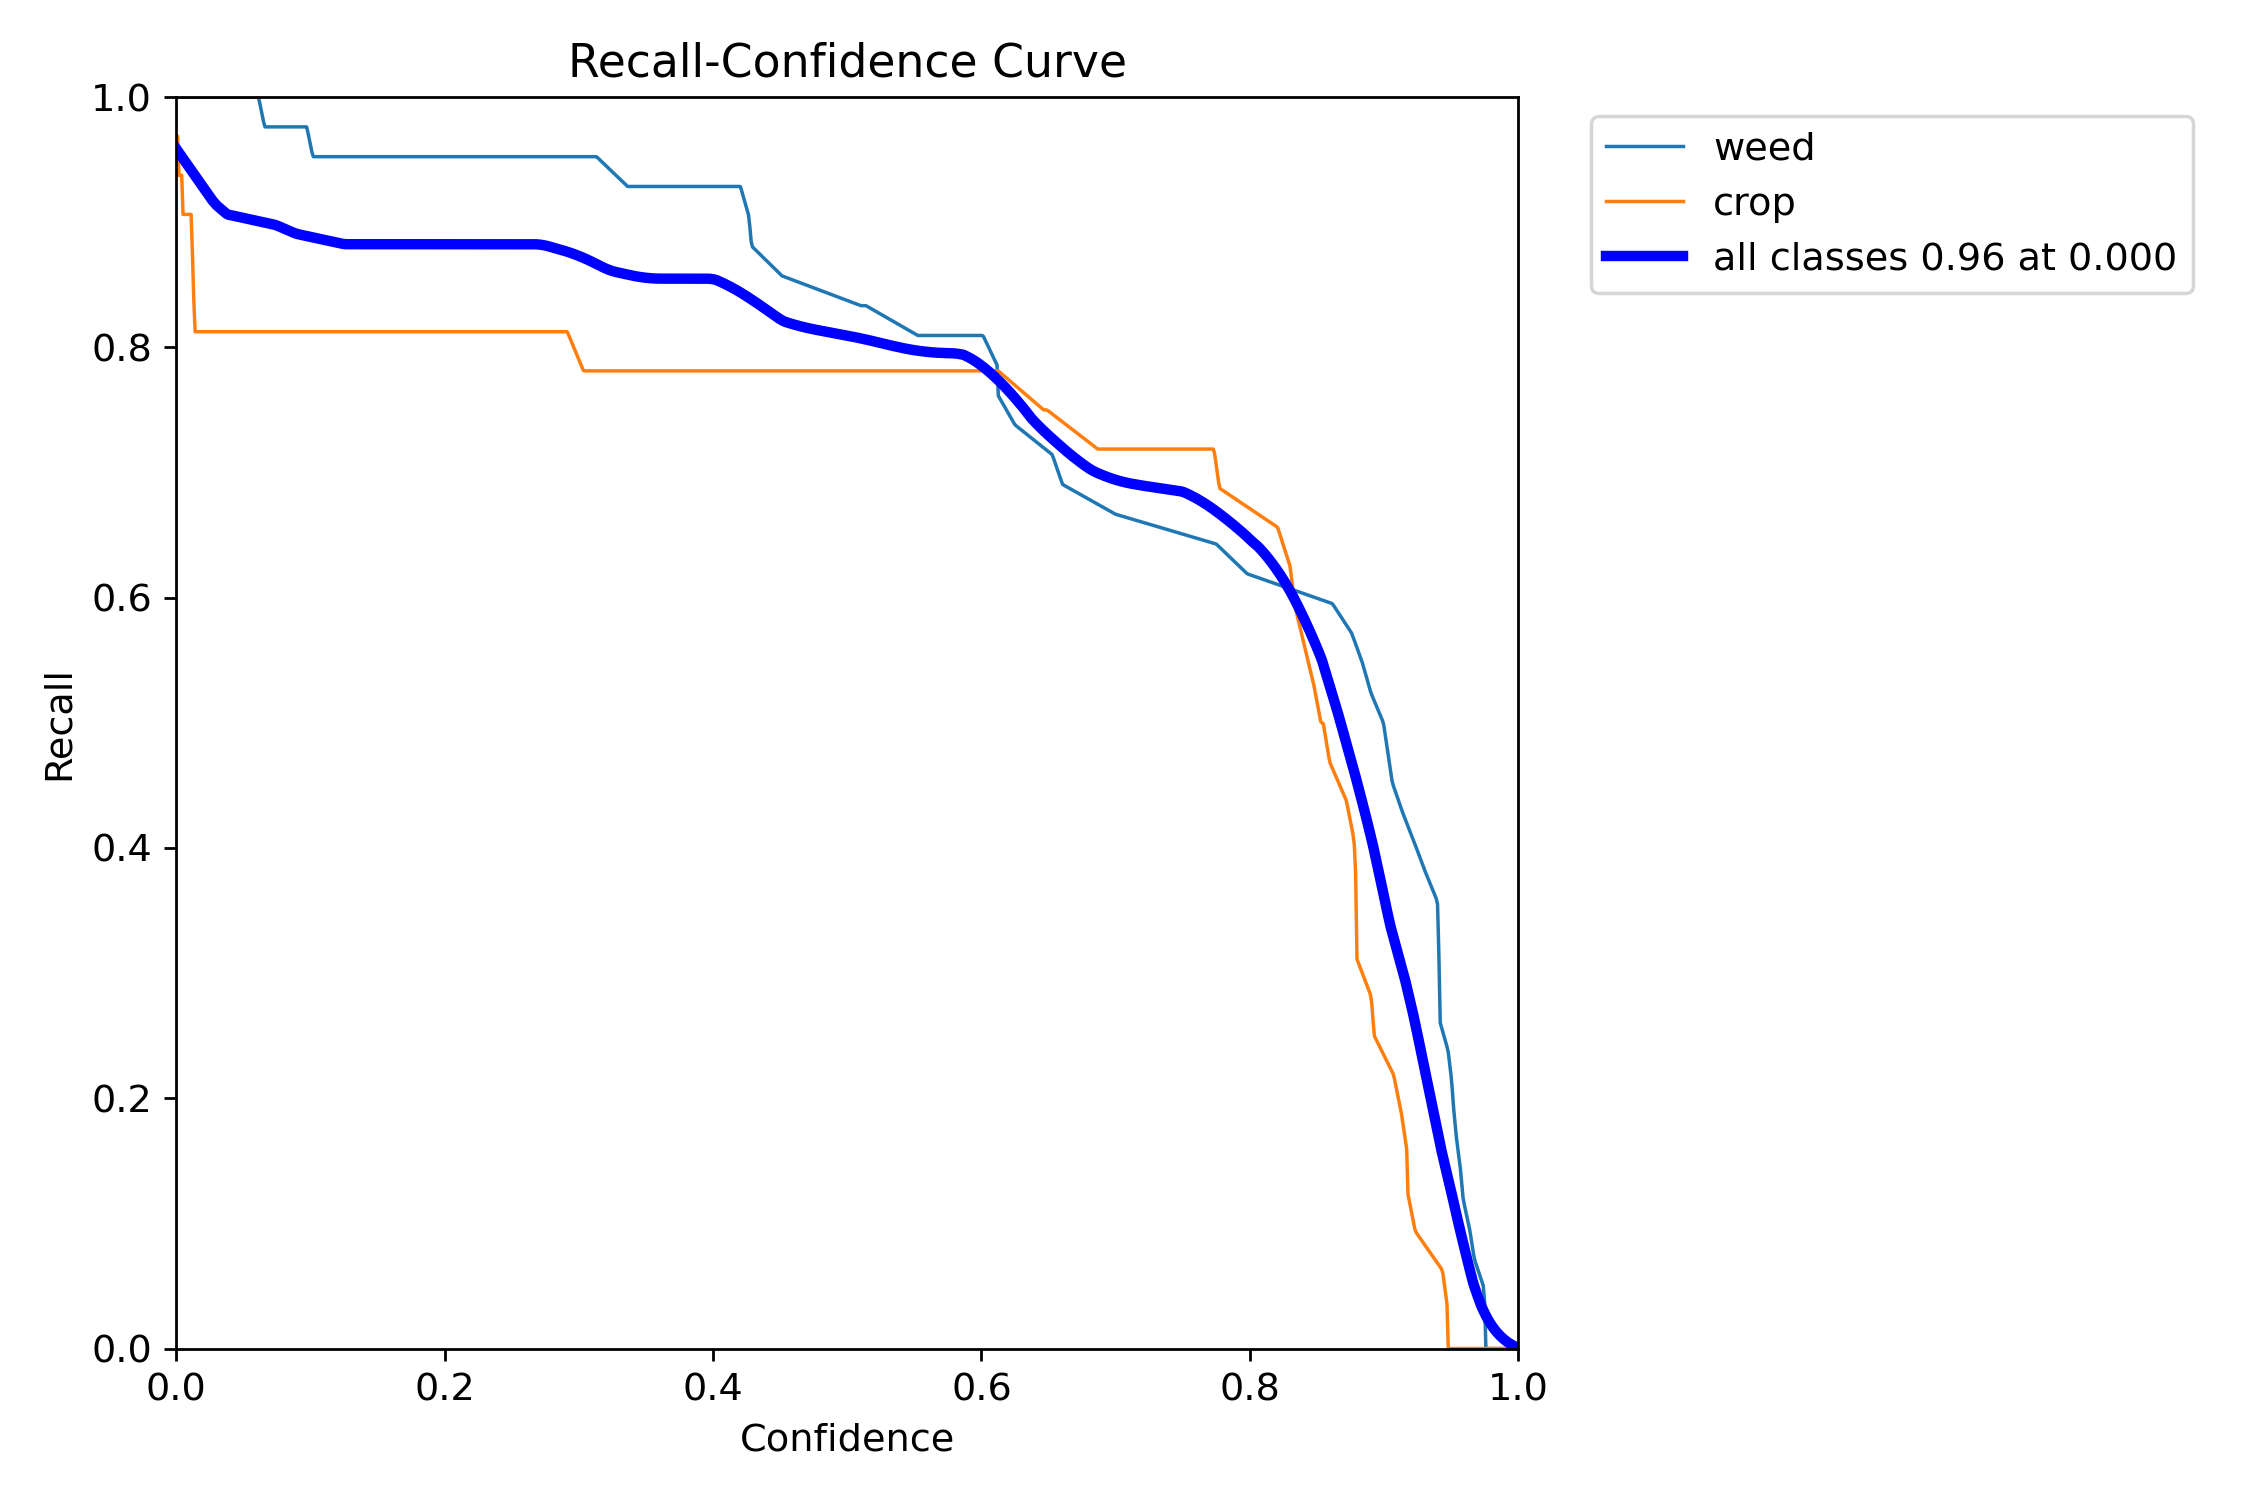 Recall-Confidence Curve
1.0
0.8
0.6
0.4
0.2
0.0
Recall
0.0 0.2 0.4 0.6 0.8 1.0
Confidence
weed
crop
all classes 0.96 at 0.000